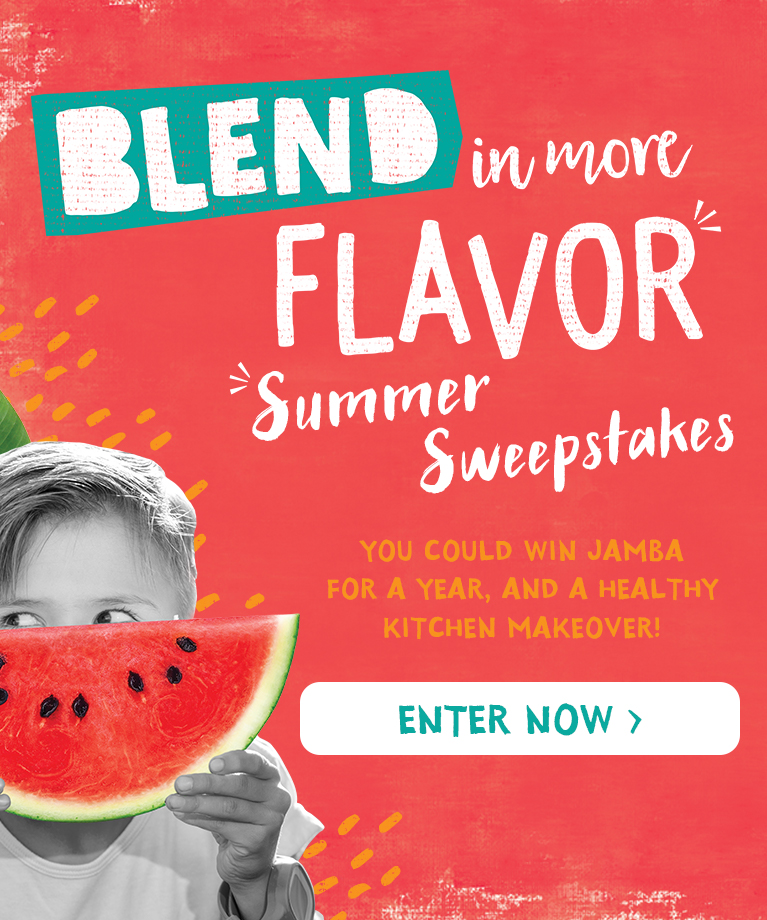 BLEND in more
FLAVOR
Summer
Sweepstakes
YOU COULD WIN JAMBA
FOR A YEAR, AND A HEALTHY
KITCHEN MAKEOVER!
ENTER NOW >